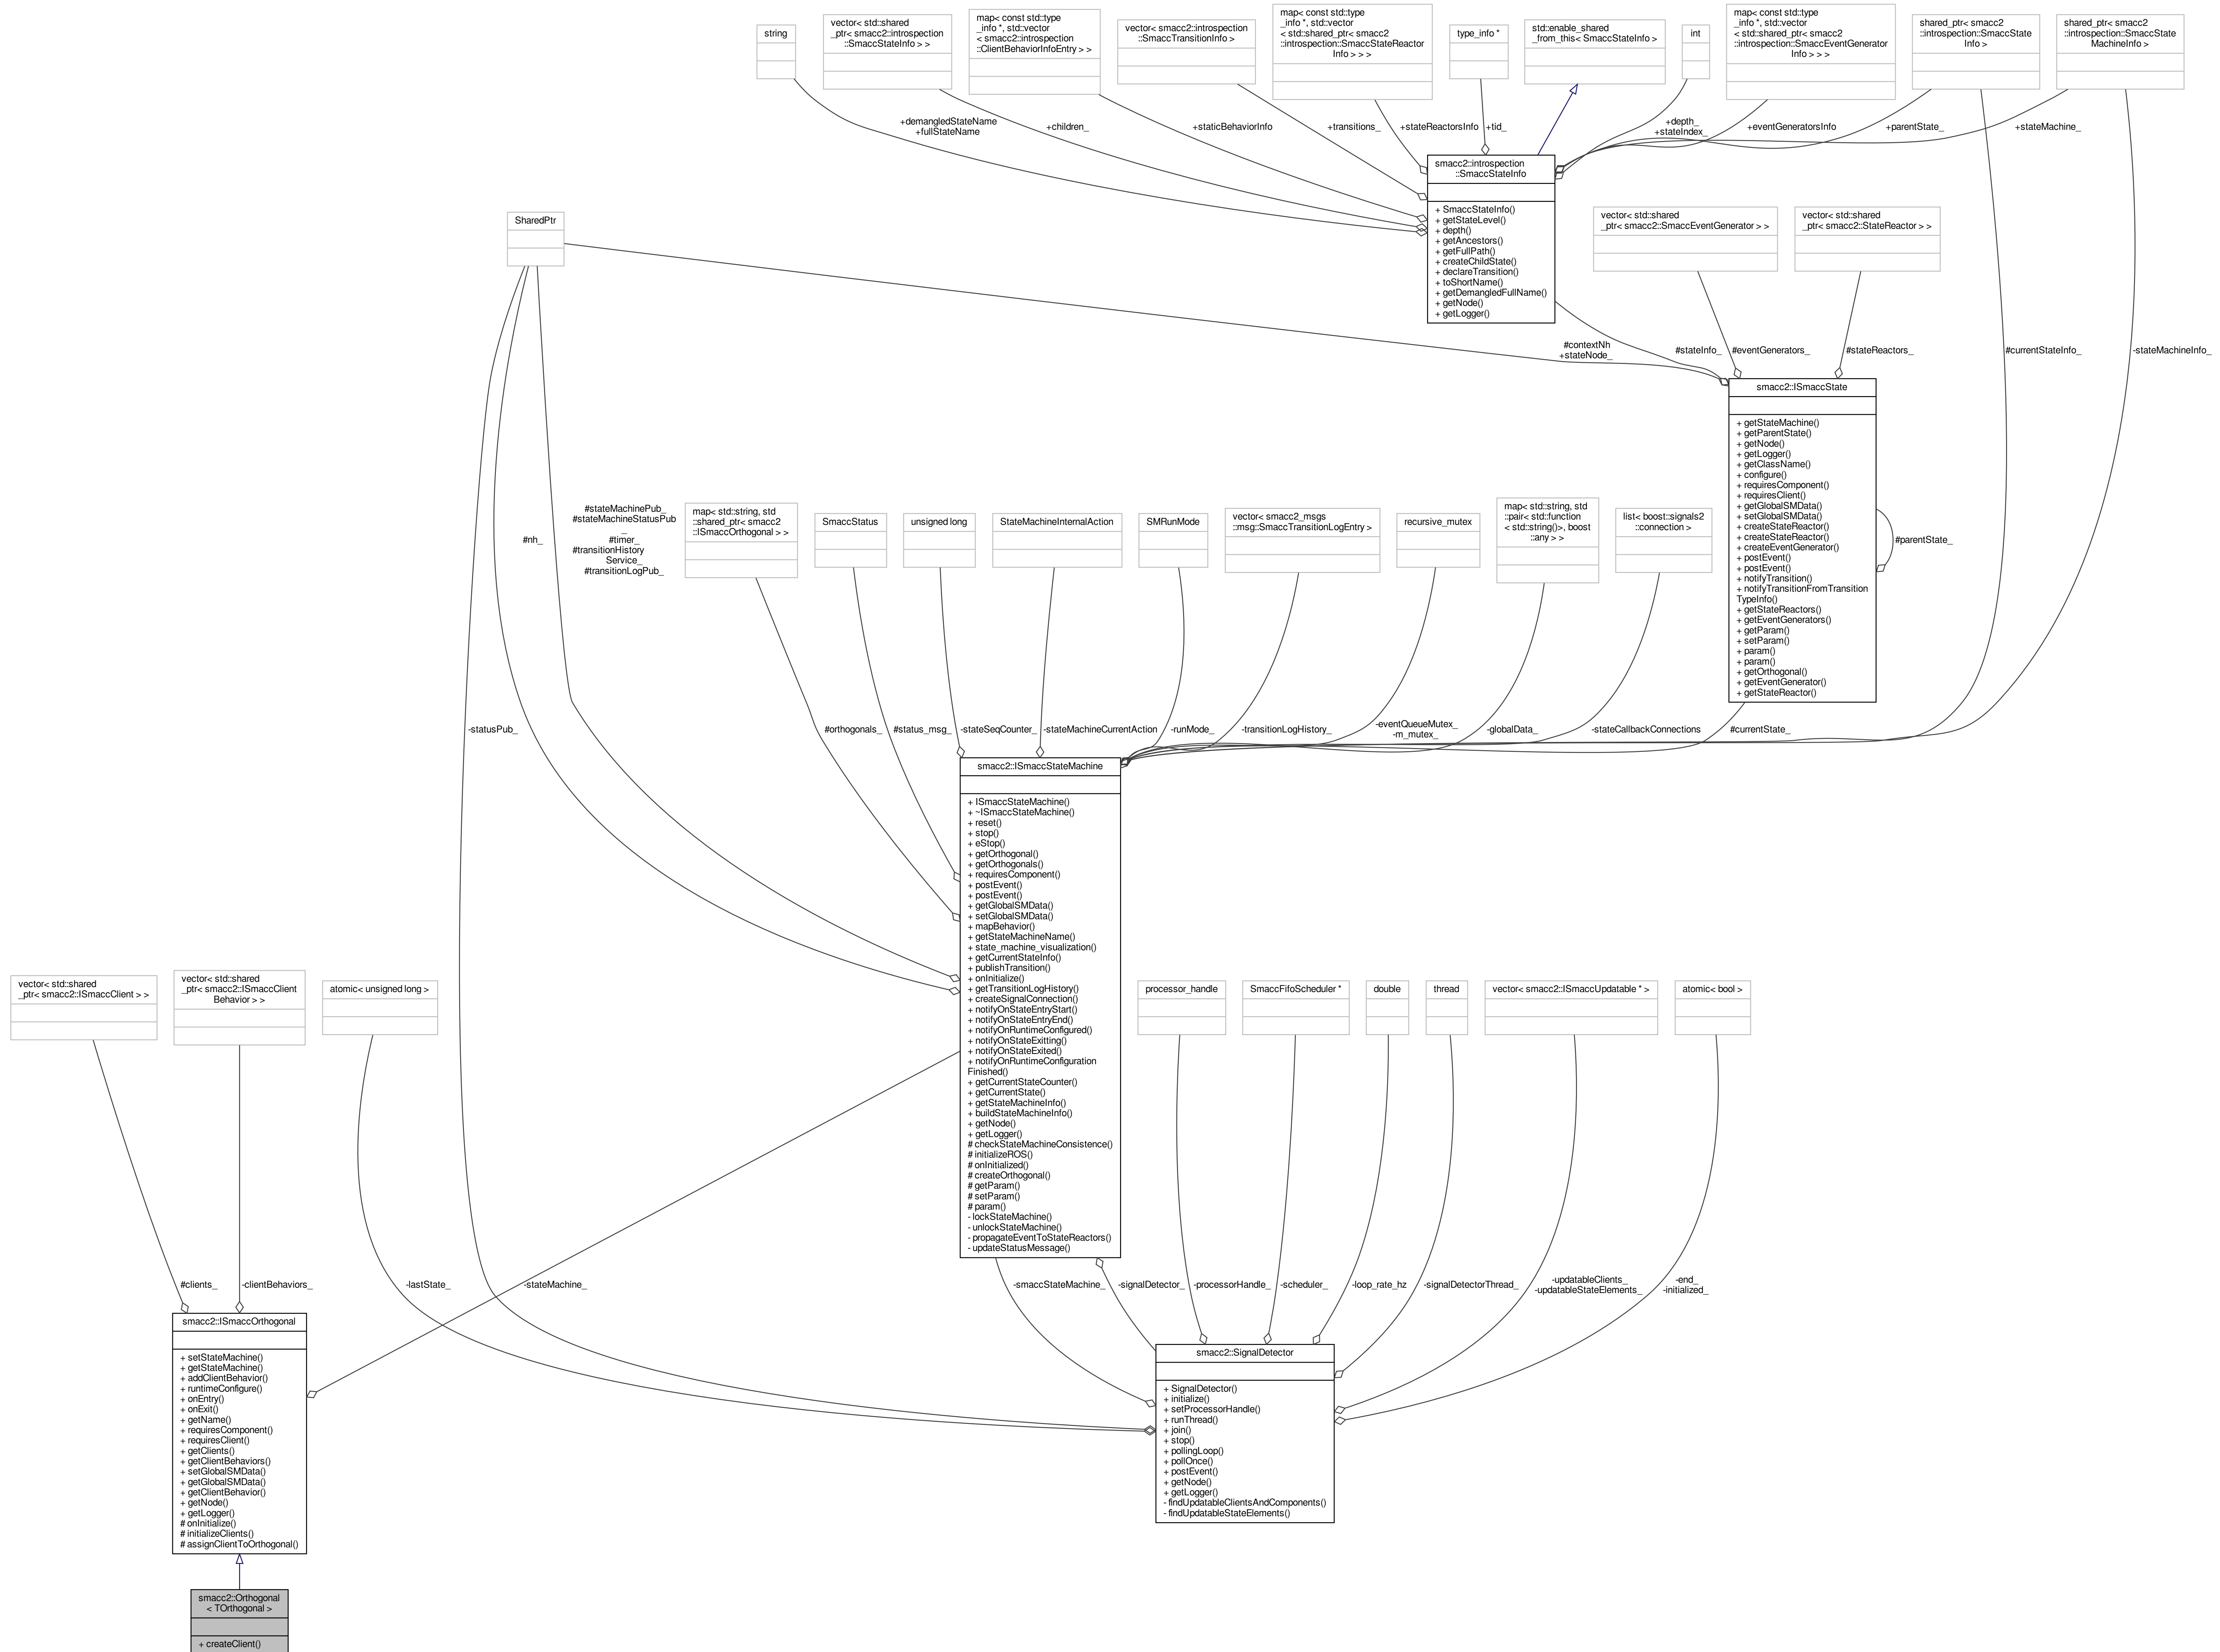 string
vector< std::shared
_ptr< smacc2::introspection
::SmaccStateInfo > >
map< const std::type
_info *, std::vector
< smacc2::introspection
::ClientBehaviorInfoEntry > >
vector< smacc2::introspection
::SmaccTransitionInfo >
map< const std::type
_info *, std::vector
< std::shared_ptr< smacc2
::introspection::SmaccStateReactor
Info > > >
type_info *
std::enable_shared
_from_this< SmaccStateInfo >
int
map< const std::type
_info *, std::vector
< std::shared_ptr< smacc2
::introspection::SmaccEventGenerator
Info > > >
shared_ptr< smacc2
::introspection::SmaccState
Info >
shared_ptr< smacc2
::introspection::SmaccState
MachineInfo >
+demangledStateName
+fullStateName
+children_
+staticBehaviorInfo
+transitions_
+stateReactorsInfo
+tid_
+depth_
+stateIndex_
+eventGeneratorsInfo
+parentState_
+stateMachine_
smacc2::introspection
::SmaccStateInfo
+ SmaccStateInfo()
+ getStateLevel()
+ depth()
+ getAncestors()
+ getFullPath()
+ createChildState()
+ declareTransition()
+ toShortName()
+ getDemangledFullName()
+ getNode()
+ getLogger()
SharedPtr
vector< std::shared
_ptr< smacc2::SmaccEventGenerator > >
vector< std::shared
_ptr< smacc2::StateReactor > >
#contextNh
+stateNode_
#stateInfo_
#eventGenerators_
#stateReactors_
#currentStateInfo_
-stateMachineInfo_
smacc2::ISmaccState
+ getStateMachine()
+ getParentState()
+ getNode()
+ getLogger()
+ getClassName()
+ configure()
+ requiresComponent()
+ requiresClient()
+ getGlobalSMData()
+ setGlobalSMData()
+ createStateReactor()
+ createStateReactor()
+ createEventGenerator()
+ postEvent()
+ postEvent()
+ notifyTransition()
+ notifyTransitionFromTransition
TypeInfo()
+ getStateReactors()
+ getEventGenerators()
+ getParam()
+ setParam()
+ param()
+ param()
+ getOrthogonal()
+ getEventGenerator()
+ getStateReactor()
#parentState_
#nh_
#stateMachinePub_
#stateMachineStatusPub
_
#timer_
#transitionHistory
Service_
#transitionLogPub_
map< std::string, std
::shared_ptr< smacc2
::ISmaccOrthogonal > >
SmaccStatus
unsigned long
StateMachineInternalAction
SMRunMode
vector< smacc2_msgs
::msg::SmaccTransitionLogEntry >
recursive_mutex
map< std::string, std
::pair< std::function
< std::string()>, boost
::any > >
list< boost::signals2
::connection >
-statusPub_
#orthogonals_
#status_msg_
-stateSeqCounter_
-stateMachineCurrentAction
-runMode_
-transitionLogHistory_
-eventQueueMutex_
-m_mutex_
-globalData_
-stateCallbackConnections
#currentState_
smacc2::ISmaccStateMachine
+ ISmaccStateMachine()
+ ~ISmaccStateMachine()
+ reset()
+ stop()
+ eStop()
+ getOrthogonal()
+ getOrthogonals()
+ requiresComponent()
+ postEvent()
+ postEvent()
+ getGlobalSMData()
+ setGlobalSMData()
+ mapBehavior()
+ getStateMachineName()
+ state_machine_visualization()
+ getCurrentStateInfo()
+ publishTransition()
+ onInitialize()
+ getTransitionLogHistory()
+ createSignalConnection()
+ notifyOnStateEntryStart()
+ notifyOnStateEntryEnd()
+ notifyOnRuntimeConfigured()
+ notifyOnStateExitting()
+ notifyOnStateExited()
+ notifyOnRuntimeConfiguration
Finished()
+ getCurrentStateCounter()
+ getCurrentState()
+ getStateMachineInfo()
+ buildStateMachineInfo()
+ getNode()
+ getLogger()
# checkStateMachineConsistence()
# initializeROS()
# onInitialized()
# createOrthogonal()
# getParam()
# setParam()
# param()
- lockStateMachine()
- unlockStateMachine()
- propagateEventToStateReactors()
- updateStatusMessage()
vector< std::shared
_ptr< smacc2::ISmaccClient > >
vector< std::shared
_ptr< smacc2::ISmaccClient
Behavior > >
atomic< unsigned long >
processor_handle
SmaccFifoScheduler *
double
thread
vector< smacc2::ISmaccUpdatable * >
atomic< bool >
#clients_
-clientBehaviors_
-lastState_
-stateMachine_
-smaccStateMachine_
-signalDetector_
-processorHandle_
-scheduler_
-loop_rate_hz
-signalDetectorThread_
-updatableClients_
-updatableStateElements_
-end_
-initialized_
smacc2::ISmaccOrthogonal
+ setStateMachine()
+ getStateMachine()
+ addClientBehavior()
+ runtimeConfigure()
+ onEntry()
+ onExit()
+ getName()
+ requiresComponent()
+ requiresClient()
+ getClients()
+ getClientBehaviors()
+ setGlobalSMData()
+ getGlobalSMData()
+ getClientBehavior()
+ getNode()
+ getLogger()
# onInitialize()
# initializeClients()
# assignClientToOrthogonal()
smacc2::SignalDetector
+ SignalDetector()
+ initialize()
+ setProcessorHandle()
+ runThread()
+ join()
+ stop()
+ pollingLoop()
+ pollOnce()
+ postEvent()
+ getNode()
+ getLogger()
- findUpdatableClientsAndComponents()
- findUpdatableStateElements()
smacc2::Orthogonal
< TOrthogonal >
+ createClient()